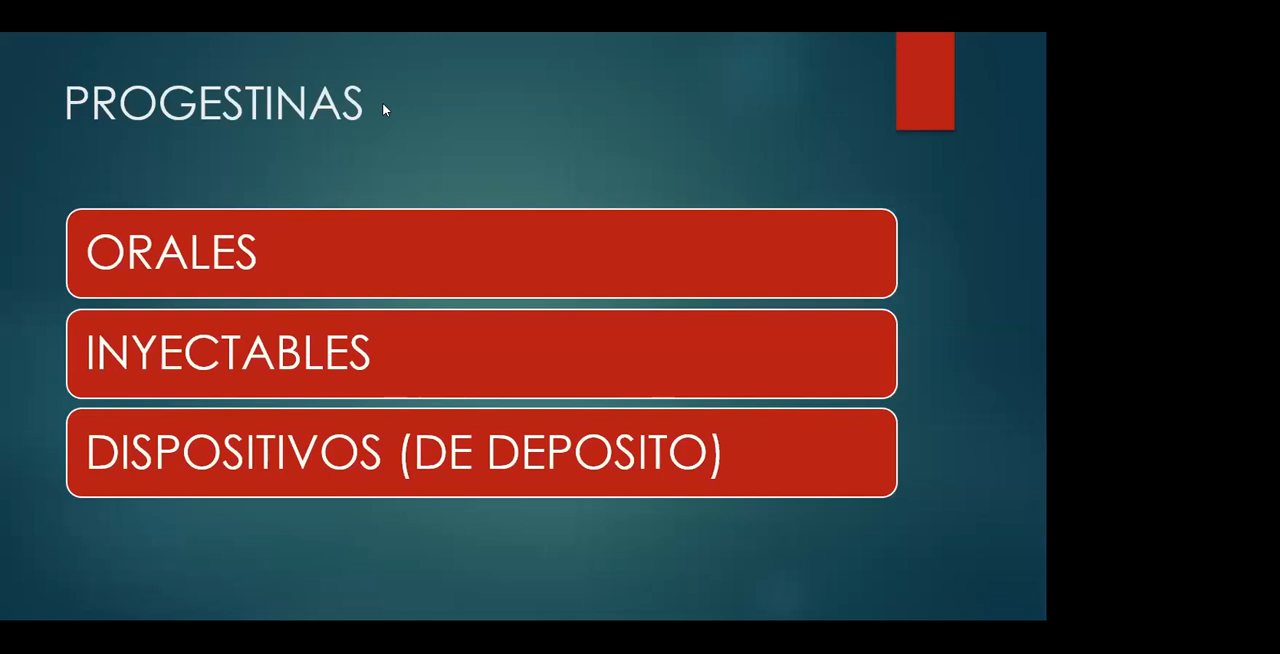 PROGESTINAS
ORALES
INYECTABLES
DISPOSITIVOS (DE DEPOSITO)